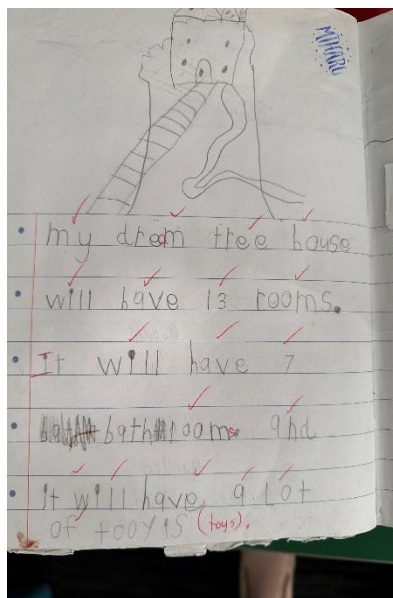 MIHARU
my dream tree house
will have 13 rooms.
It will have 7
bathrooms. and
it will have a lot
of tooyis (toys).